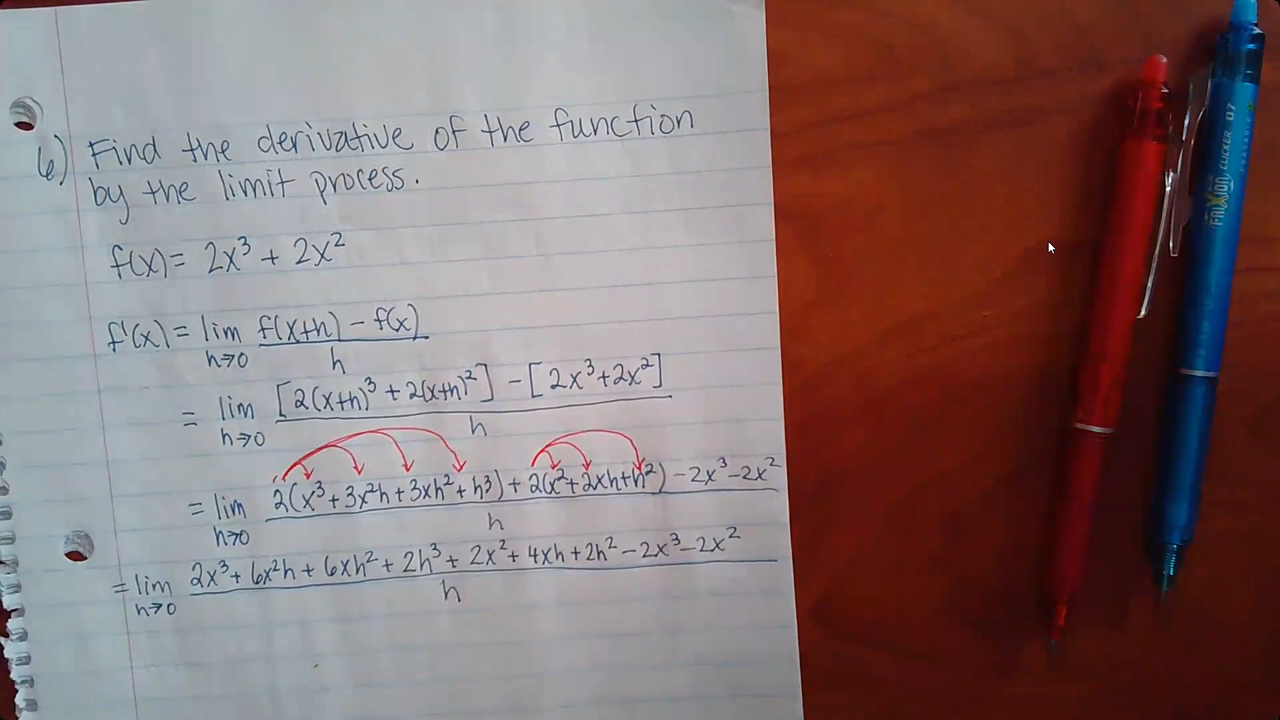 6) Find the derivative of the function
by the limit process.
f(x) = 2x³ + 2x²
f'(x) = lim h→0 f(x+h) - f(x) / h
= lim h→0 [2(x+h)³ + 2(x+h)²] - [2x³+2x²] / h
= lim h→0 2(x³+3x²h+3xh²+h³) + 2(x²+2xh+h²) - 2x³ - 2x² / h
= lim h→0 2x³ + 6x²h + 6xh² + 2h³ + 2x² + 4xh + 2h² - 2x³ - 2x² / h
FriXion CLICKER 07